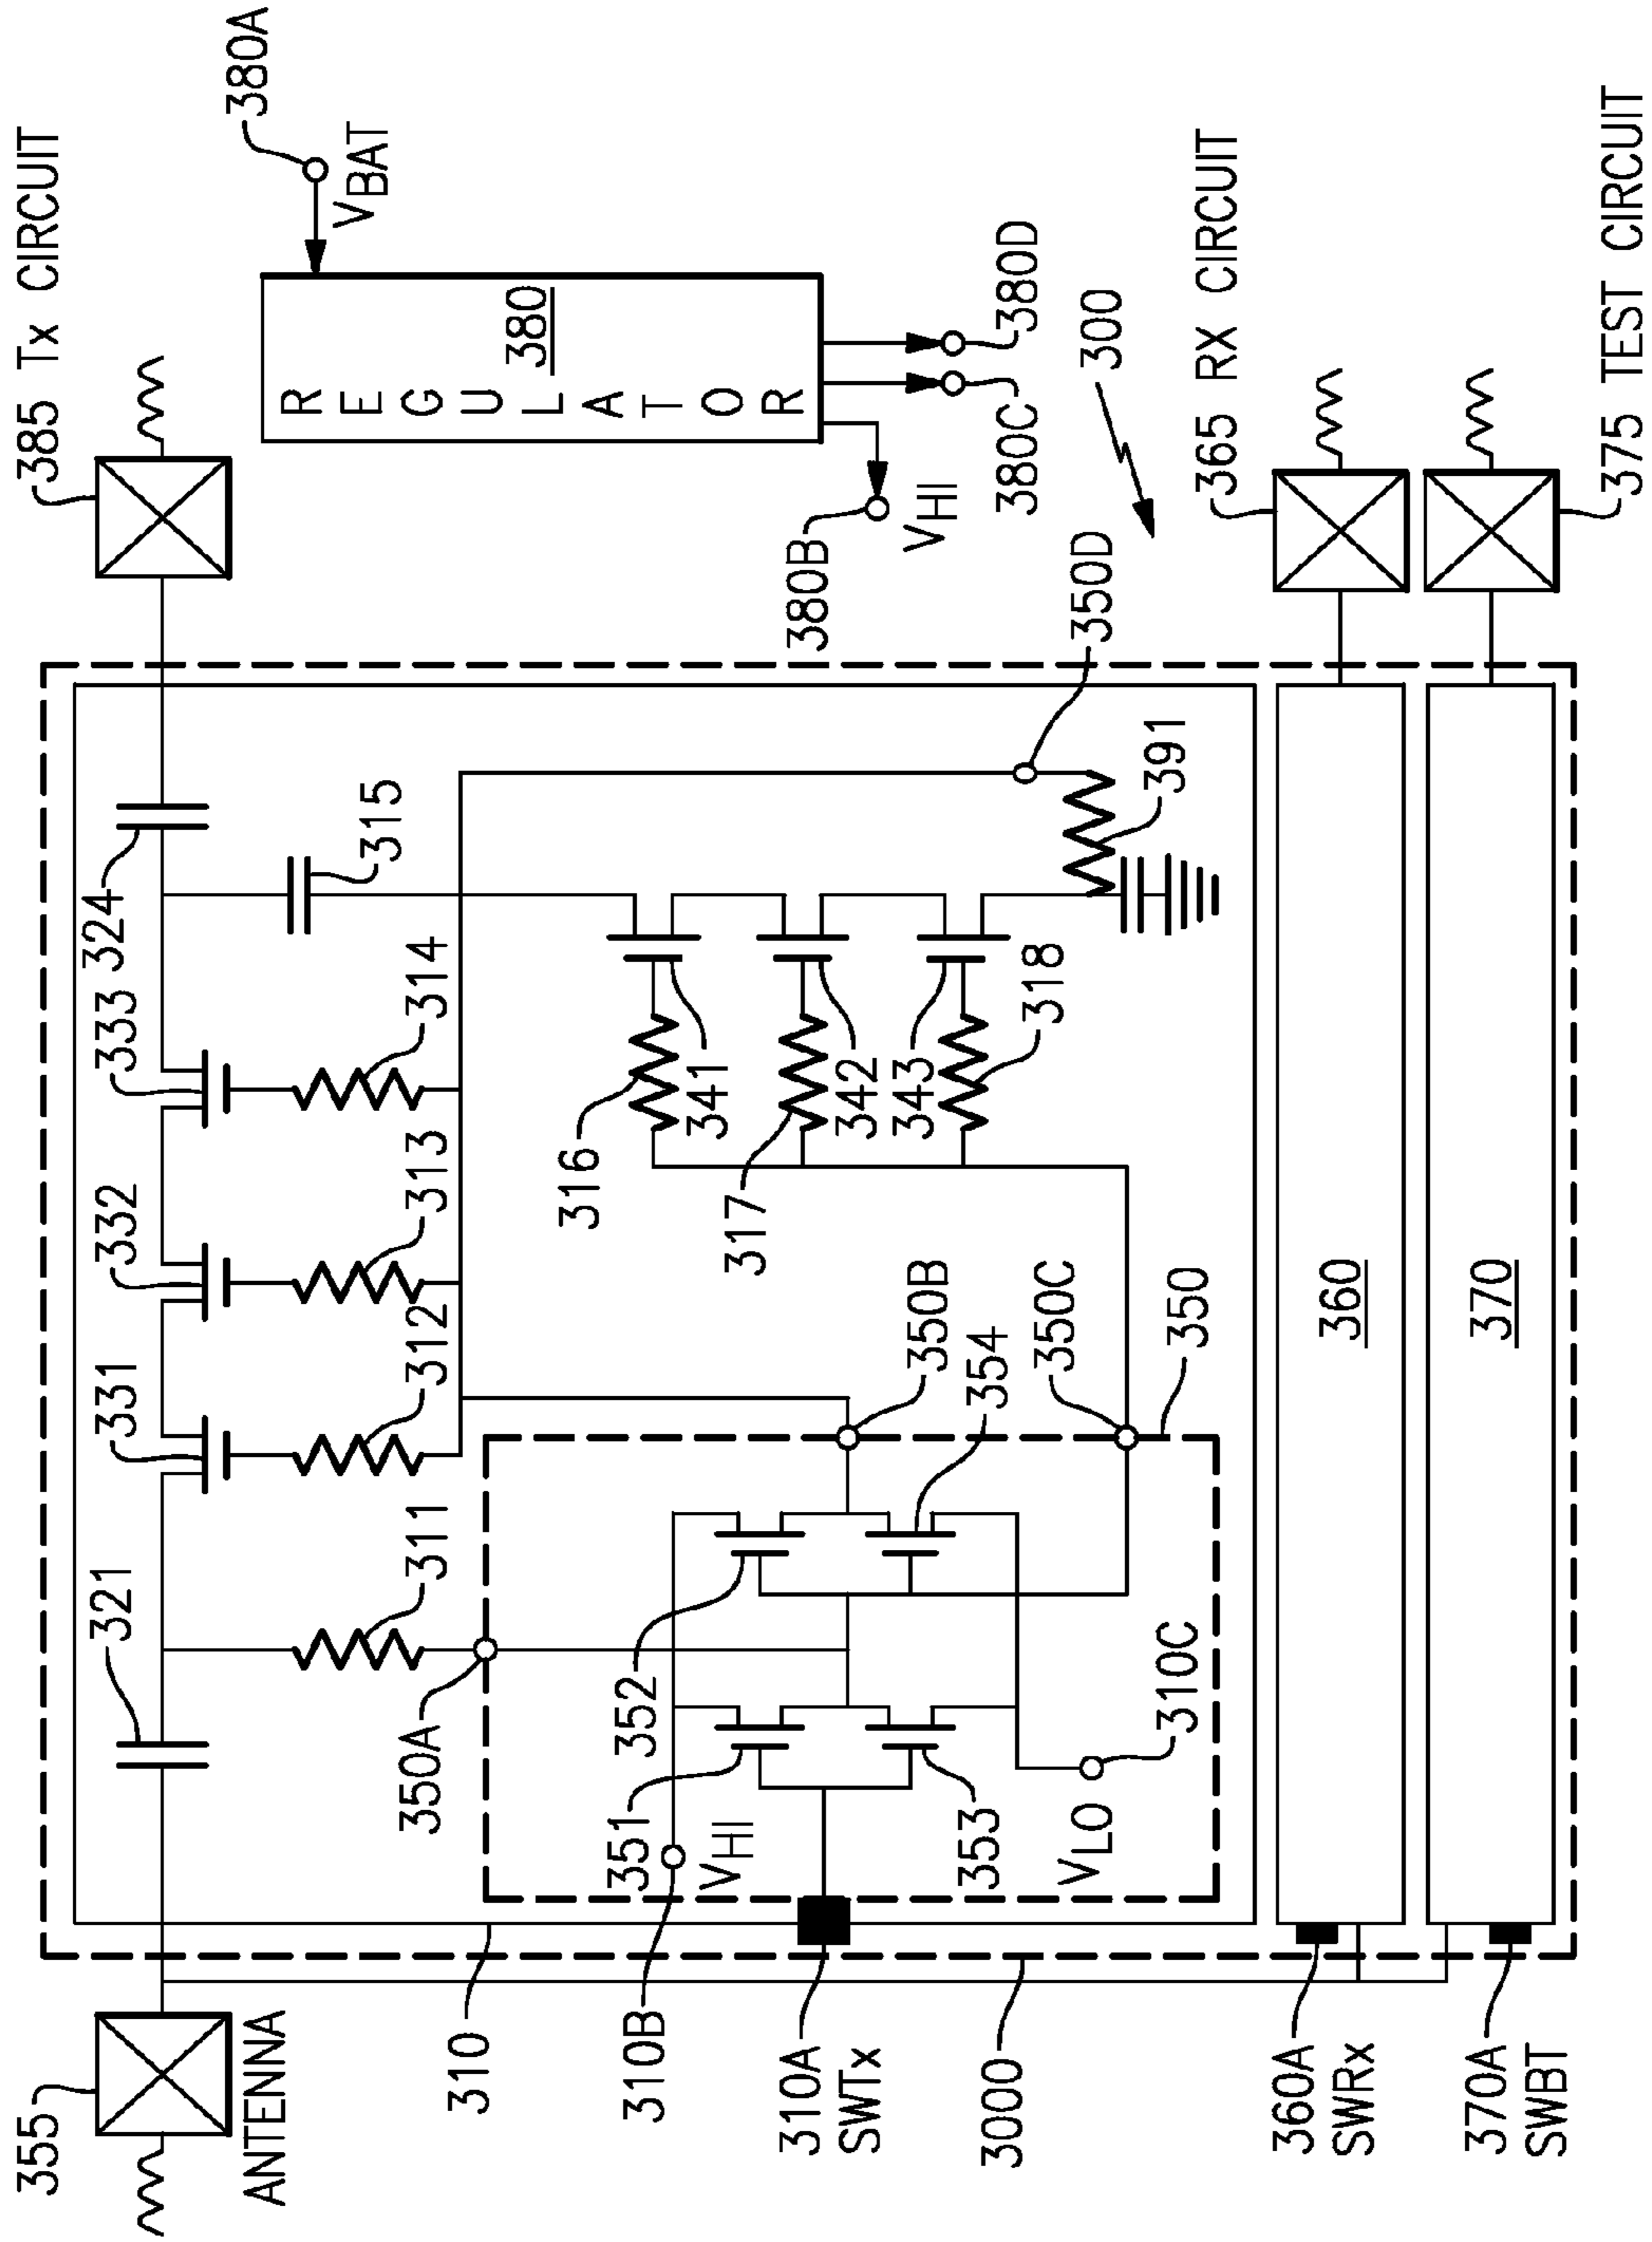 385 Tx CIRCUIT
380A
VBAT
REGULATOR
380
380D
380C
380B
VHI
300
365 RX CIRCUIT
375 TEST CIRCUIT
350D
391
324
315
333
314
332
313
331
312
321
311
316
341
317
342
343
318
350B
350C
354
350
360
370
350A
352
351
VHI
353
VLO
310C
355
ANTENNA
310
310B
310A
SWTx
3000
360A
SWRx
370A
SWBT